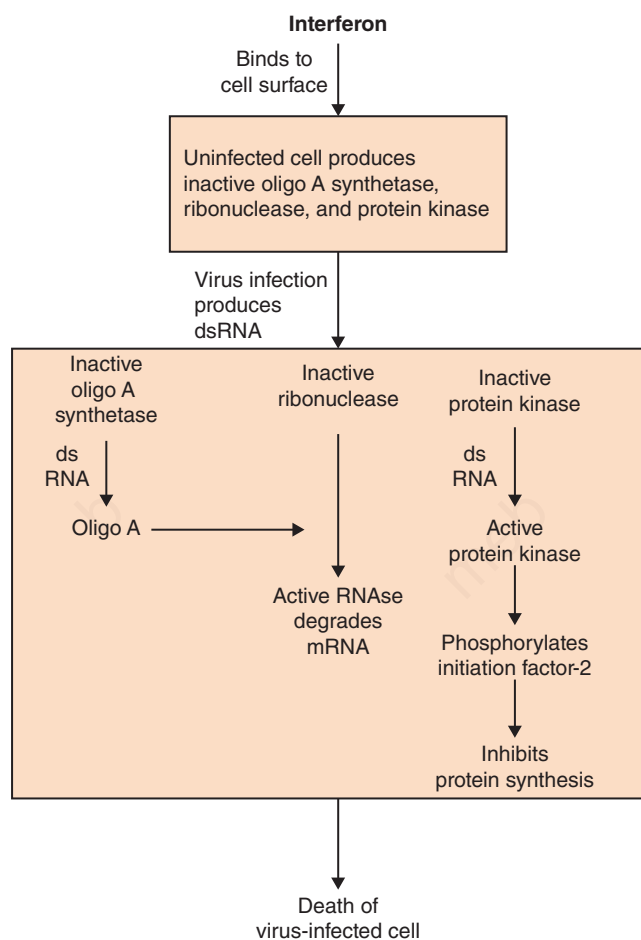 Interferon
Binds to
cell surface
Uninfected cell produces
inactive oligo A synthetase,
ribonuclease, and protein kinase
Virus infection
produces
dsRNA
Inactive
oligo A
synthetase
Inactive
ribonuclease
Inactive
protein kinase
ds
RNA
ds
RNA
Oligo A
Active
protein kinase
Active RNAse
degrades
mRNA
Phosphorylates
initiation factor-2
Inhibits
protein synthesis
Death of
virus-infected cell